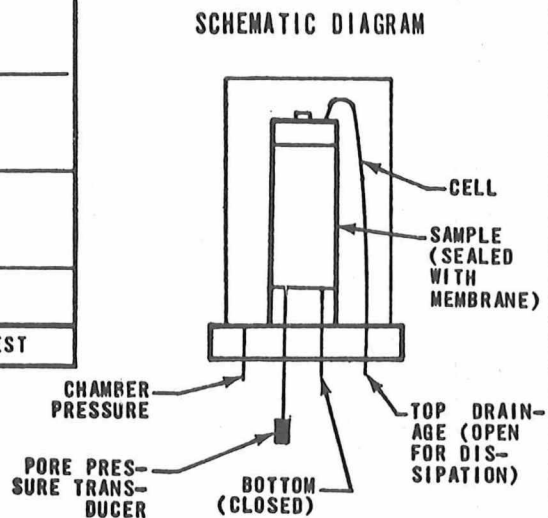 SCHEMATIC DIAGRAM
CELL
SAMPLE
(SEALED
WITH
MEMBRANE)
EST
CHAMBER
PRESSURE
TOP DRAIN-
AGE (OPEN
FOR DIS-
SIPATION)
PORE PRES-
SURE TRANS-
DUCER
BOTTOM
(CLOSED)